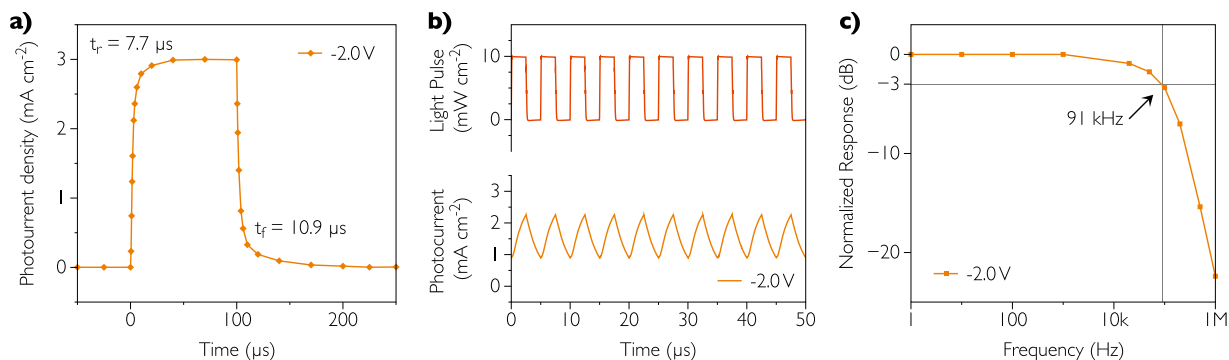 a)
Photourrent density (mA cm⁻²)
3
2
1
0
t_r = 7.7 µs
-2.0 V
t_f = 10.9 µs
0
100
200
Time (µs)
b)
Light Pulse
(mW cm⁻²)
10
0
Photocurrent
(mA cm⁻²)
3
2
1
0
-2.0 V
0
10
20
30
40
50
Time (µs)
c)
Normalized Response (dB)
0
−3
−10
−20
91 kHz
-2.0 V
1
100
10k
1M
Frequency (Hz)